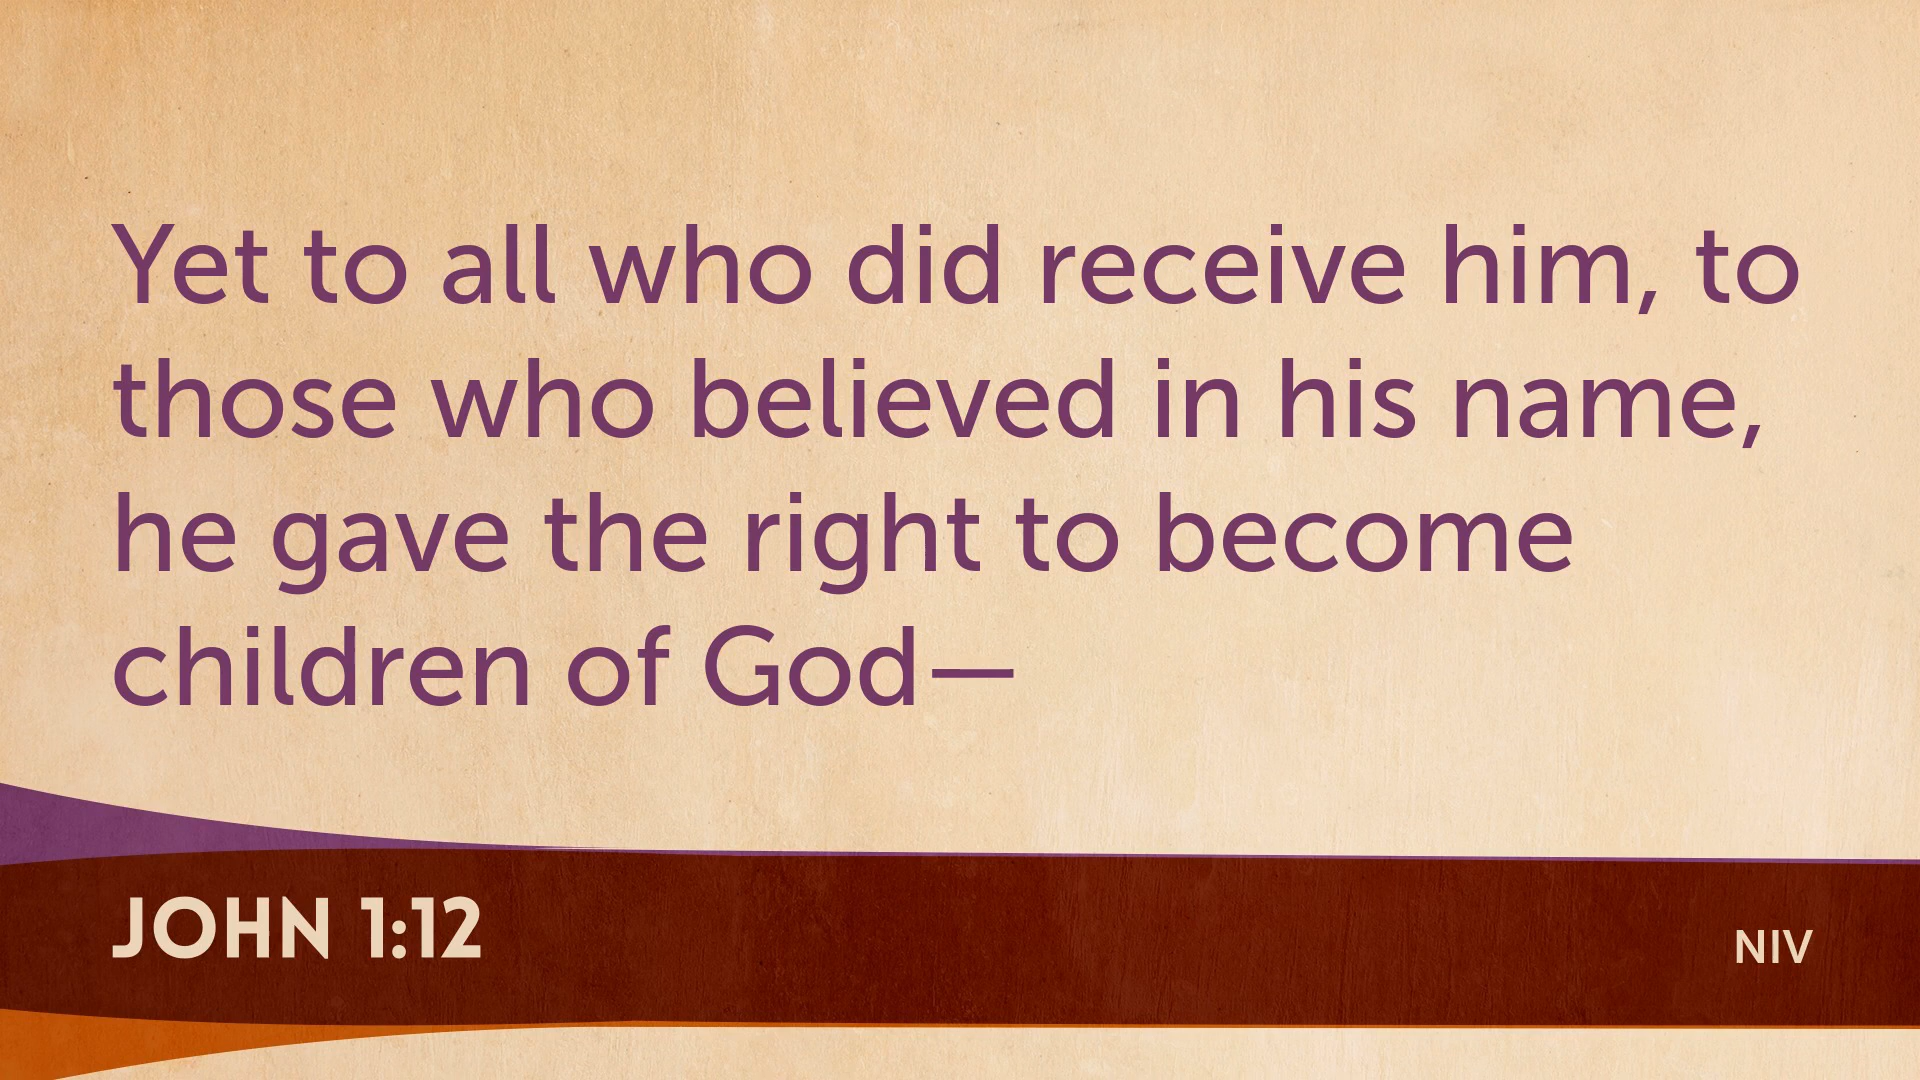 Yet to all who did receive him, to
those who believed in his name,
he gave the right to become
children of God—
JOHN 1:12
NIV